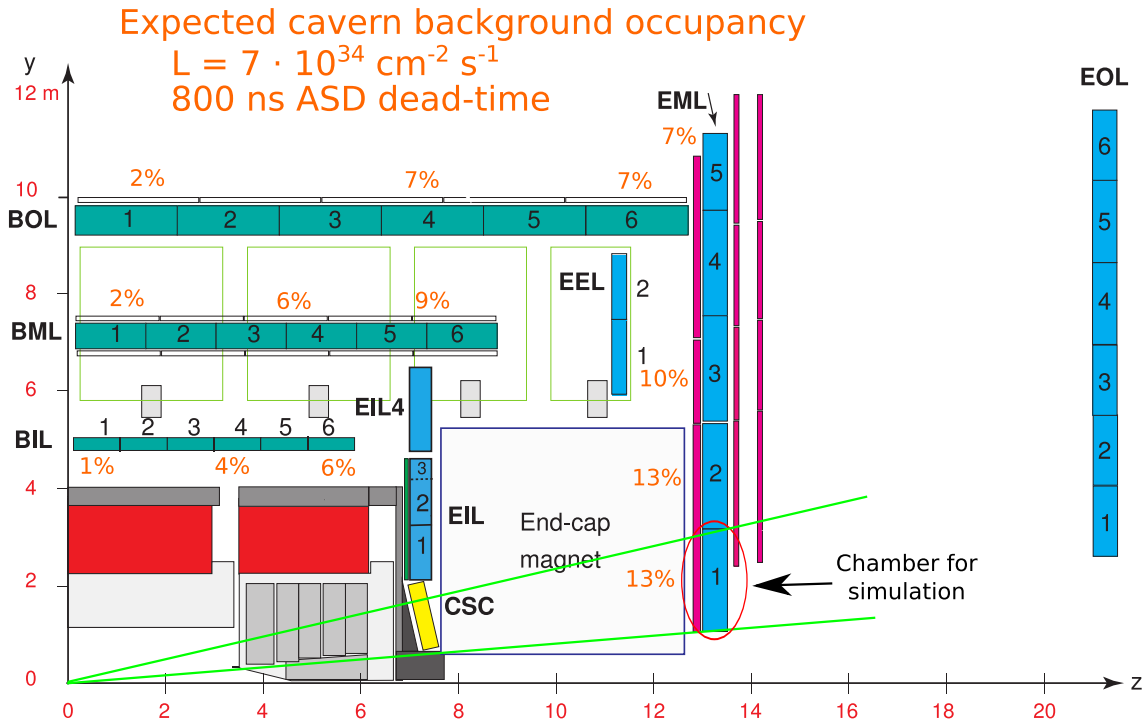 Expected cavern background occupancy
L = 7 · 10³⁴ cm⁻² s⁻¹
800 ns ASD dead-time
y
12 m
EML
EOL
7%
6
2%
7%
7%
5
10
BOL
1 2 3 4 5 6
5
4
EEL
2
8
2%
6%
9%
4
BML
1 2 3 4 5 6
1
3
10%
3
6
EIL4
BIL
1 2 3 4 5 6
1%
4%
6%
2
13%
2
4
3
2
EIL
1
End-cap
magnet
1
2
CSC
13%
1
Chamber for
simulation
0
z
0 2 4 6 8 10 12 14 16 18 20